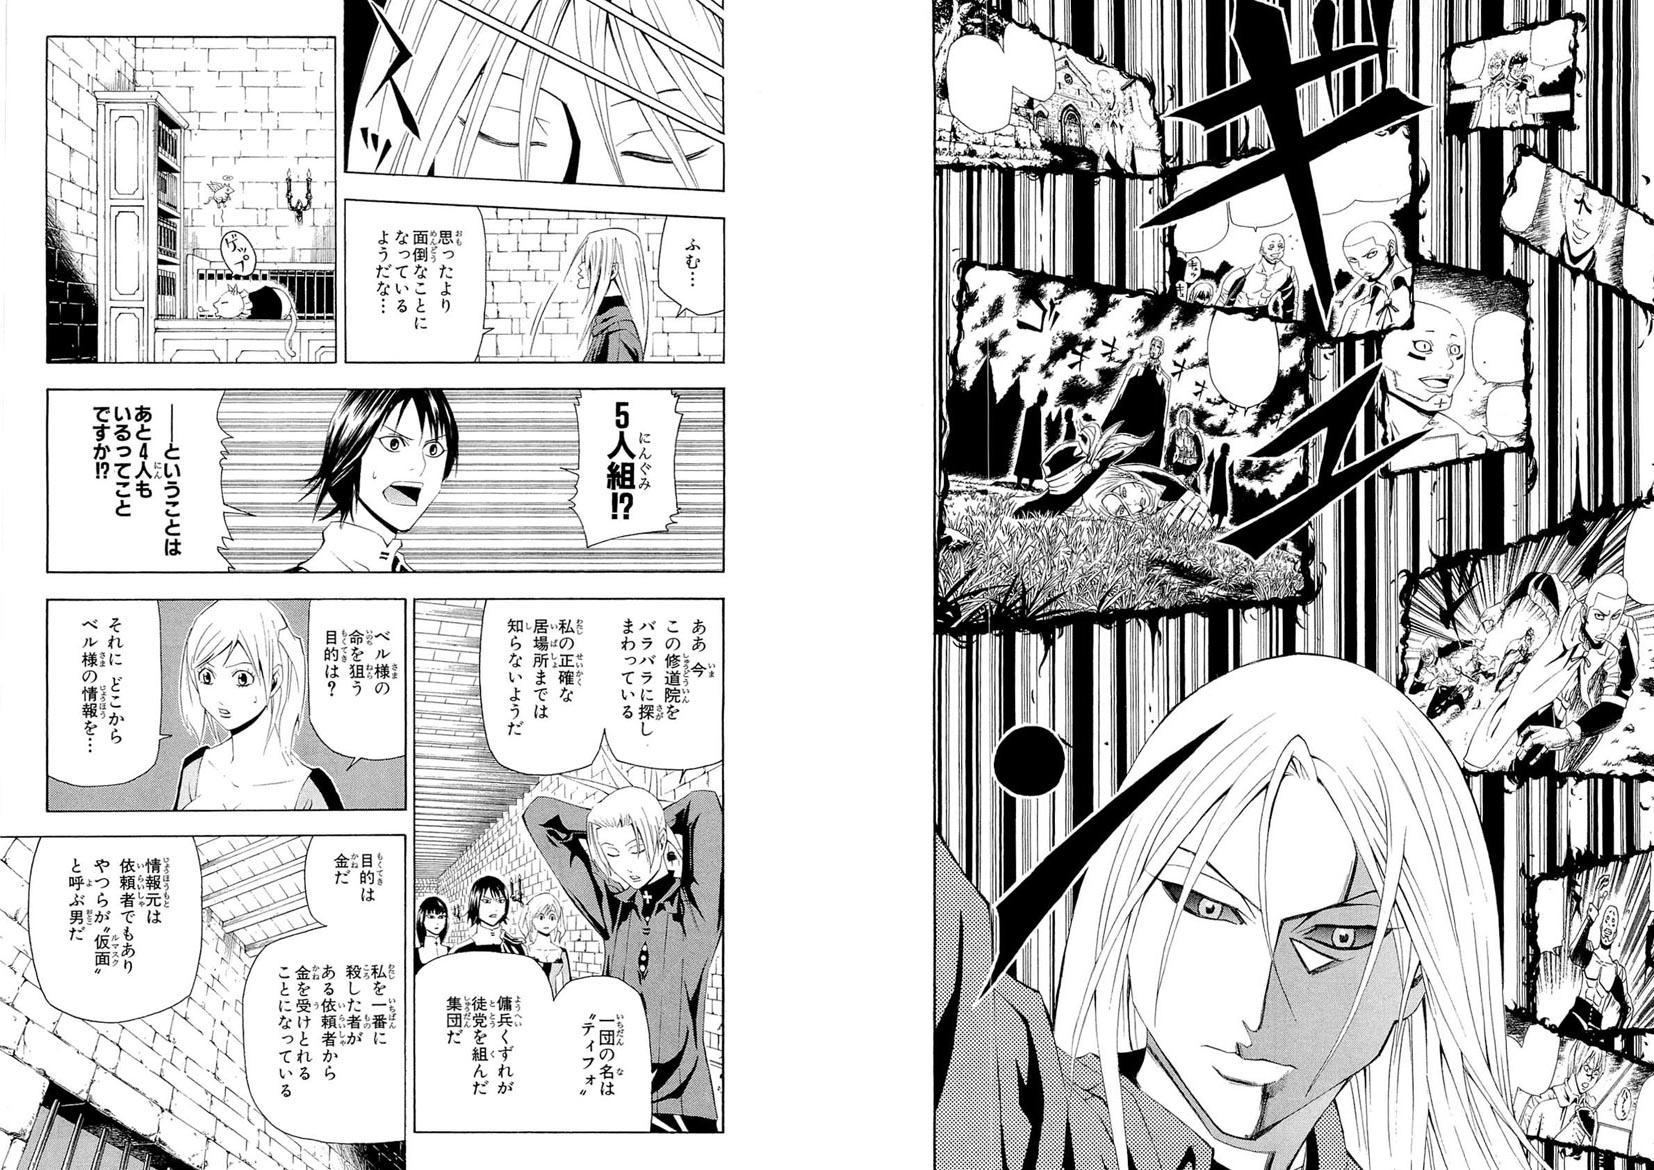 ギュン
ギャ
ふむ…
思ったより
面倒なことに
なっている
ようだな…
ゲップ
5人組!?
――ということは
あと4人も
いるってこと
ですか!?
ああ 今
この修道院を
バラバラに探し
まわっている
私の正確な
居場所までは
知らないようだ
一団の名は
“ティフォ”
傭兵くずれが
徒党を組んだ
集団だ
ベル様の
命を狙う
目的は?
それに どこから
ベル様の情報を…
目的は
金だ
私を一番に
殺した者が
ある依頼者から
金を受けとれる
ことになっている
情報元は
依頼者でもあり
やつらが“仮面”
と呼ぶ男だ